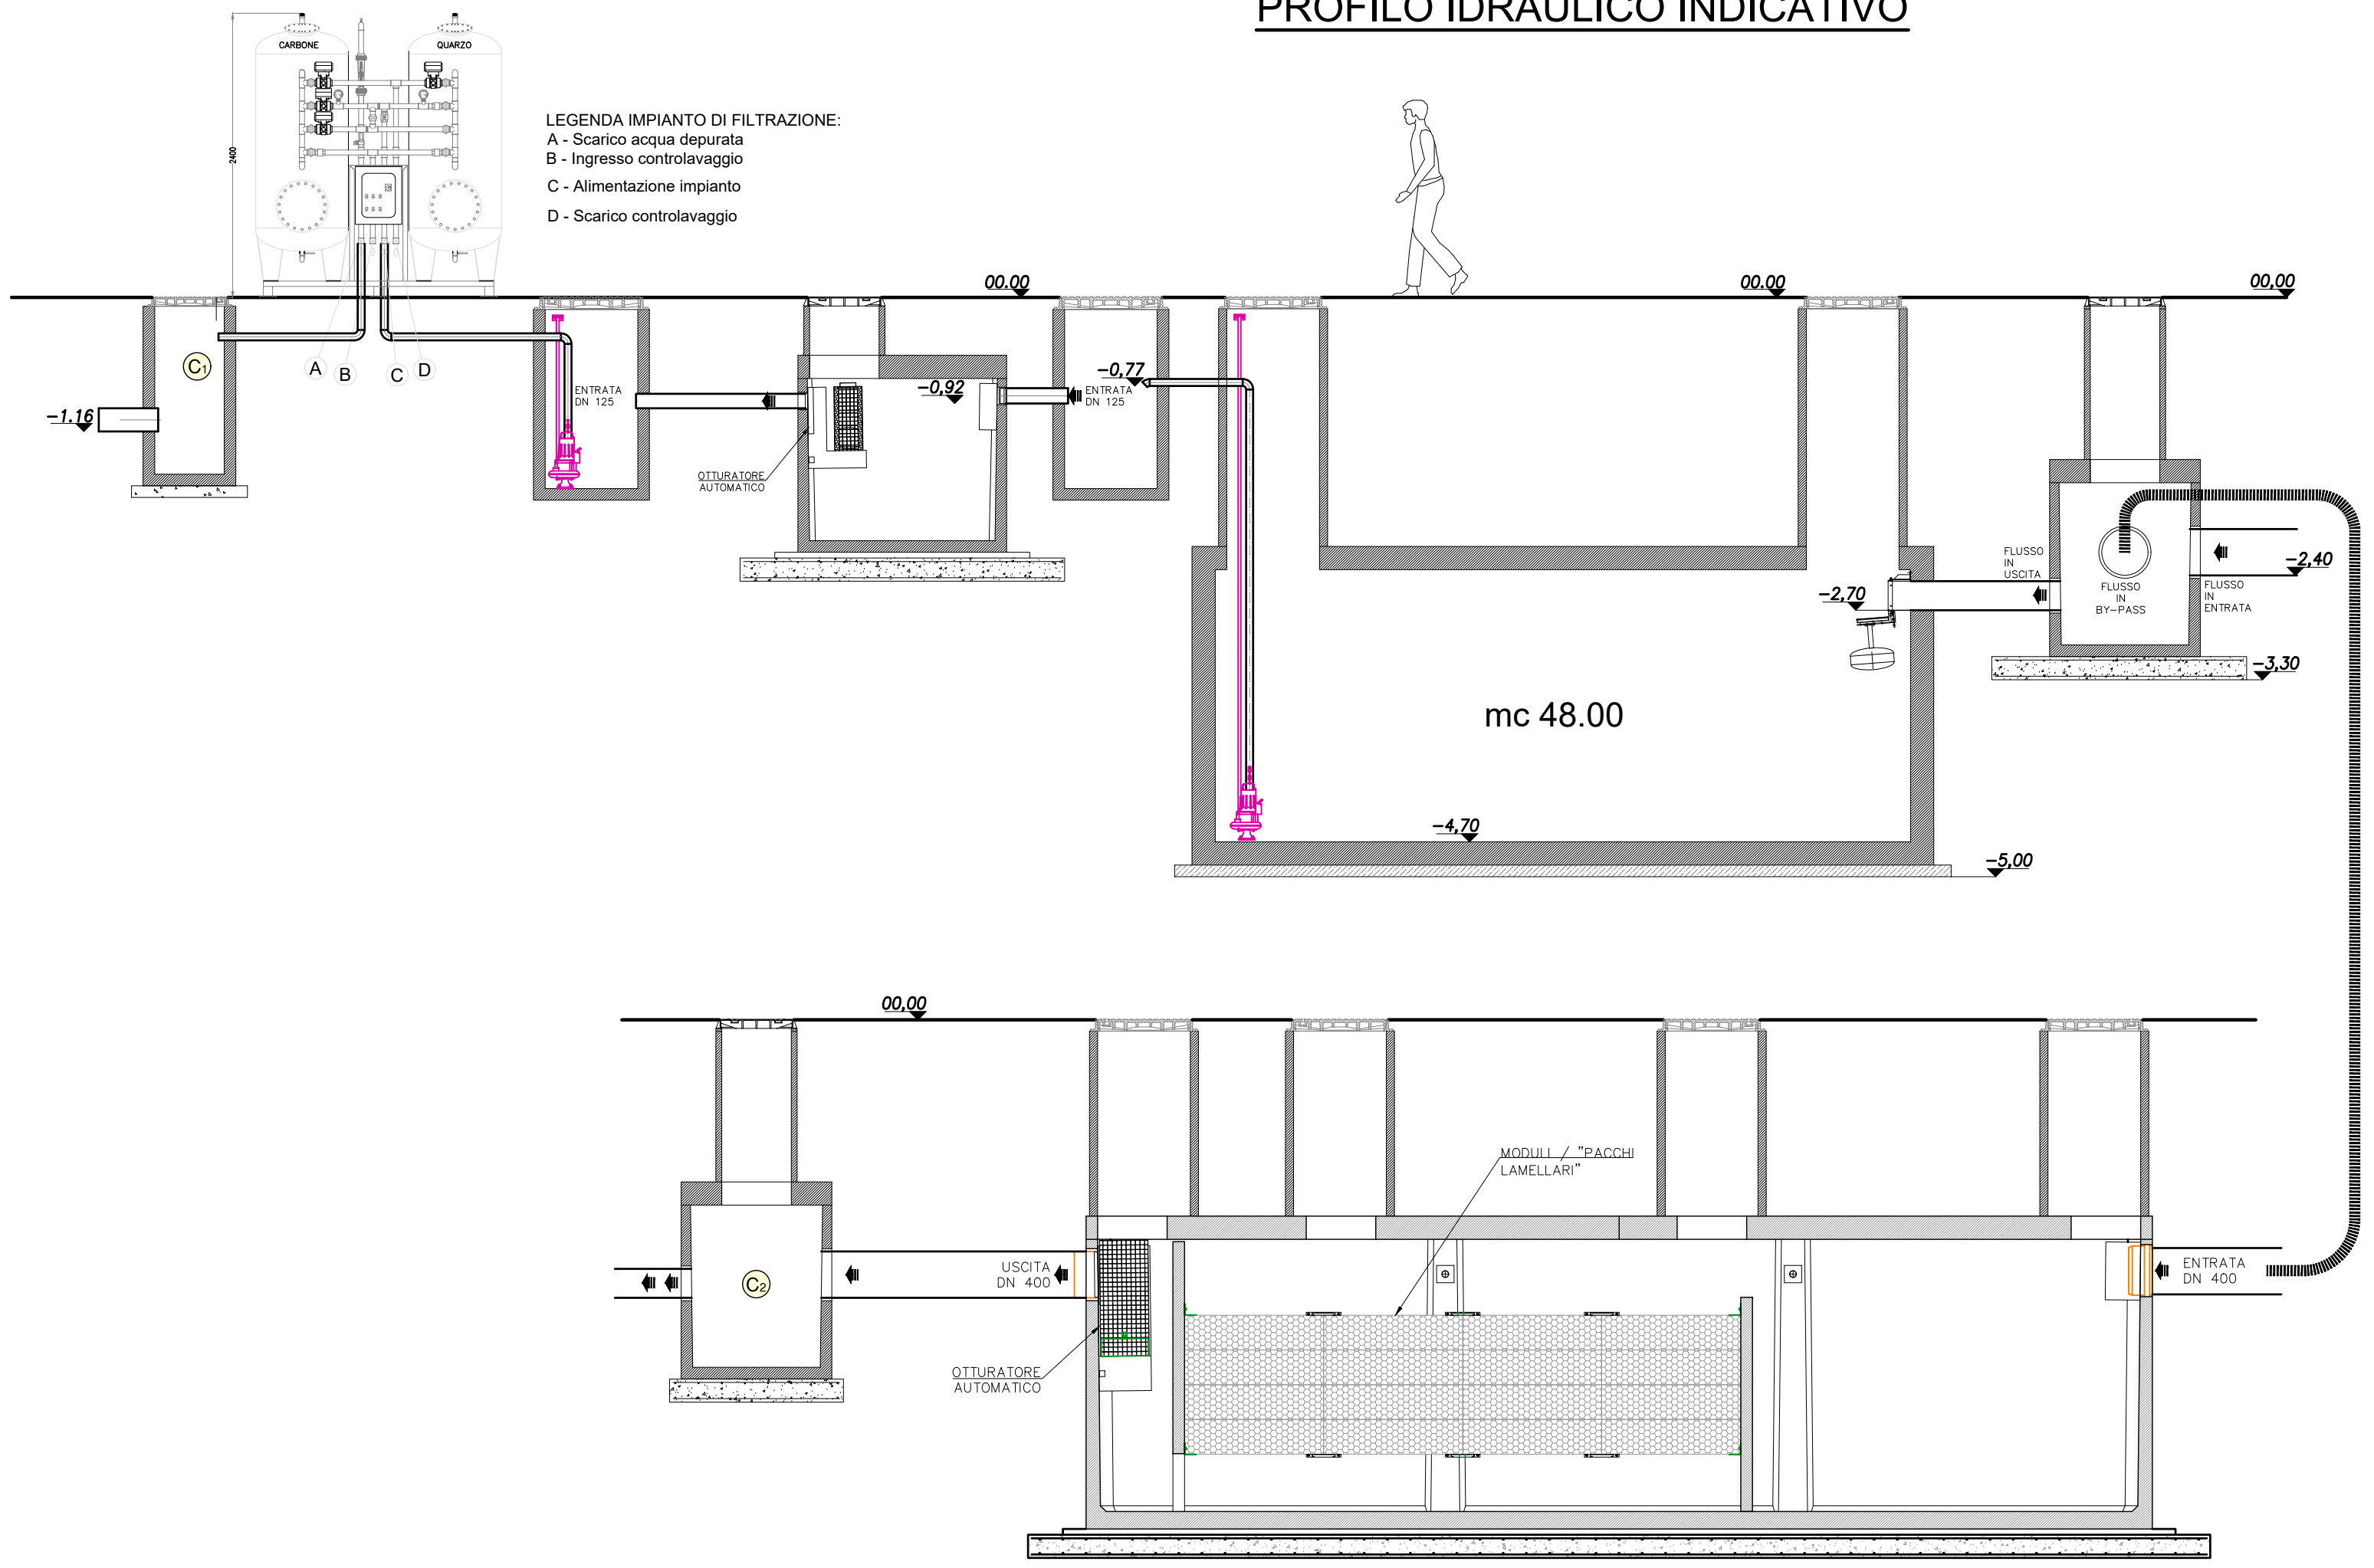 PROFILO IDRAULICO INDICATIVO
CARBONE
QUARZO
2400
LEGENDA IMPIANTO DI FILTRAZIONE:
A - Scarico acqua depurata
B - Ingresso controlavaggio
C - Alimentazione impianto
D - Scarico controlavaggio
00.00
00.00
00,00
C1
A
B
C
D
-1.16
ENTRATA
DN 125
OTTURATORE
AUTOMATICO
-0,92
-0,77
ENTRATA
DN 125
FLUSSO
IN
USCITA
FLUSSO
IN
BY-PASS
-2,40
FLUSSO
IN
ENTRATA
-2,70
-3,30
mc 48.00
-4,70
-5,00
00,00
MODULI / "PACCHI
LAMELLARI"
USCITA
DN 400
C2
ENTRATA
DN 400
OTTURATORE
AUTOMATICO